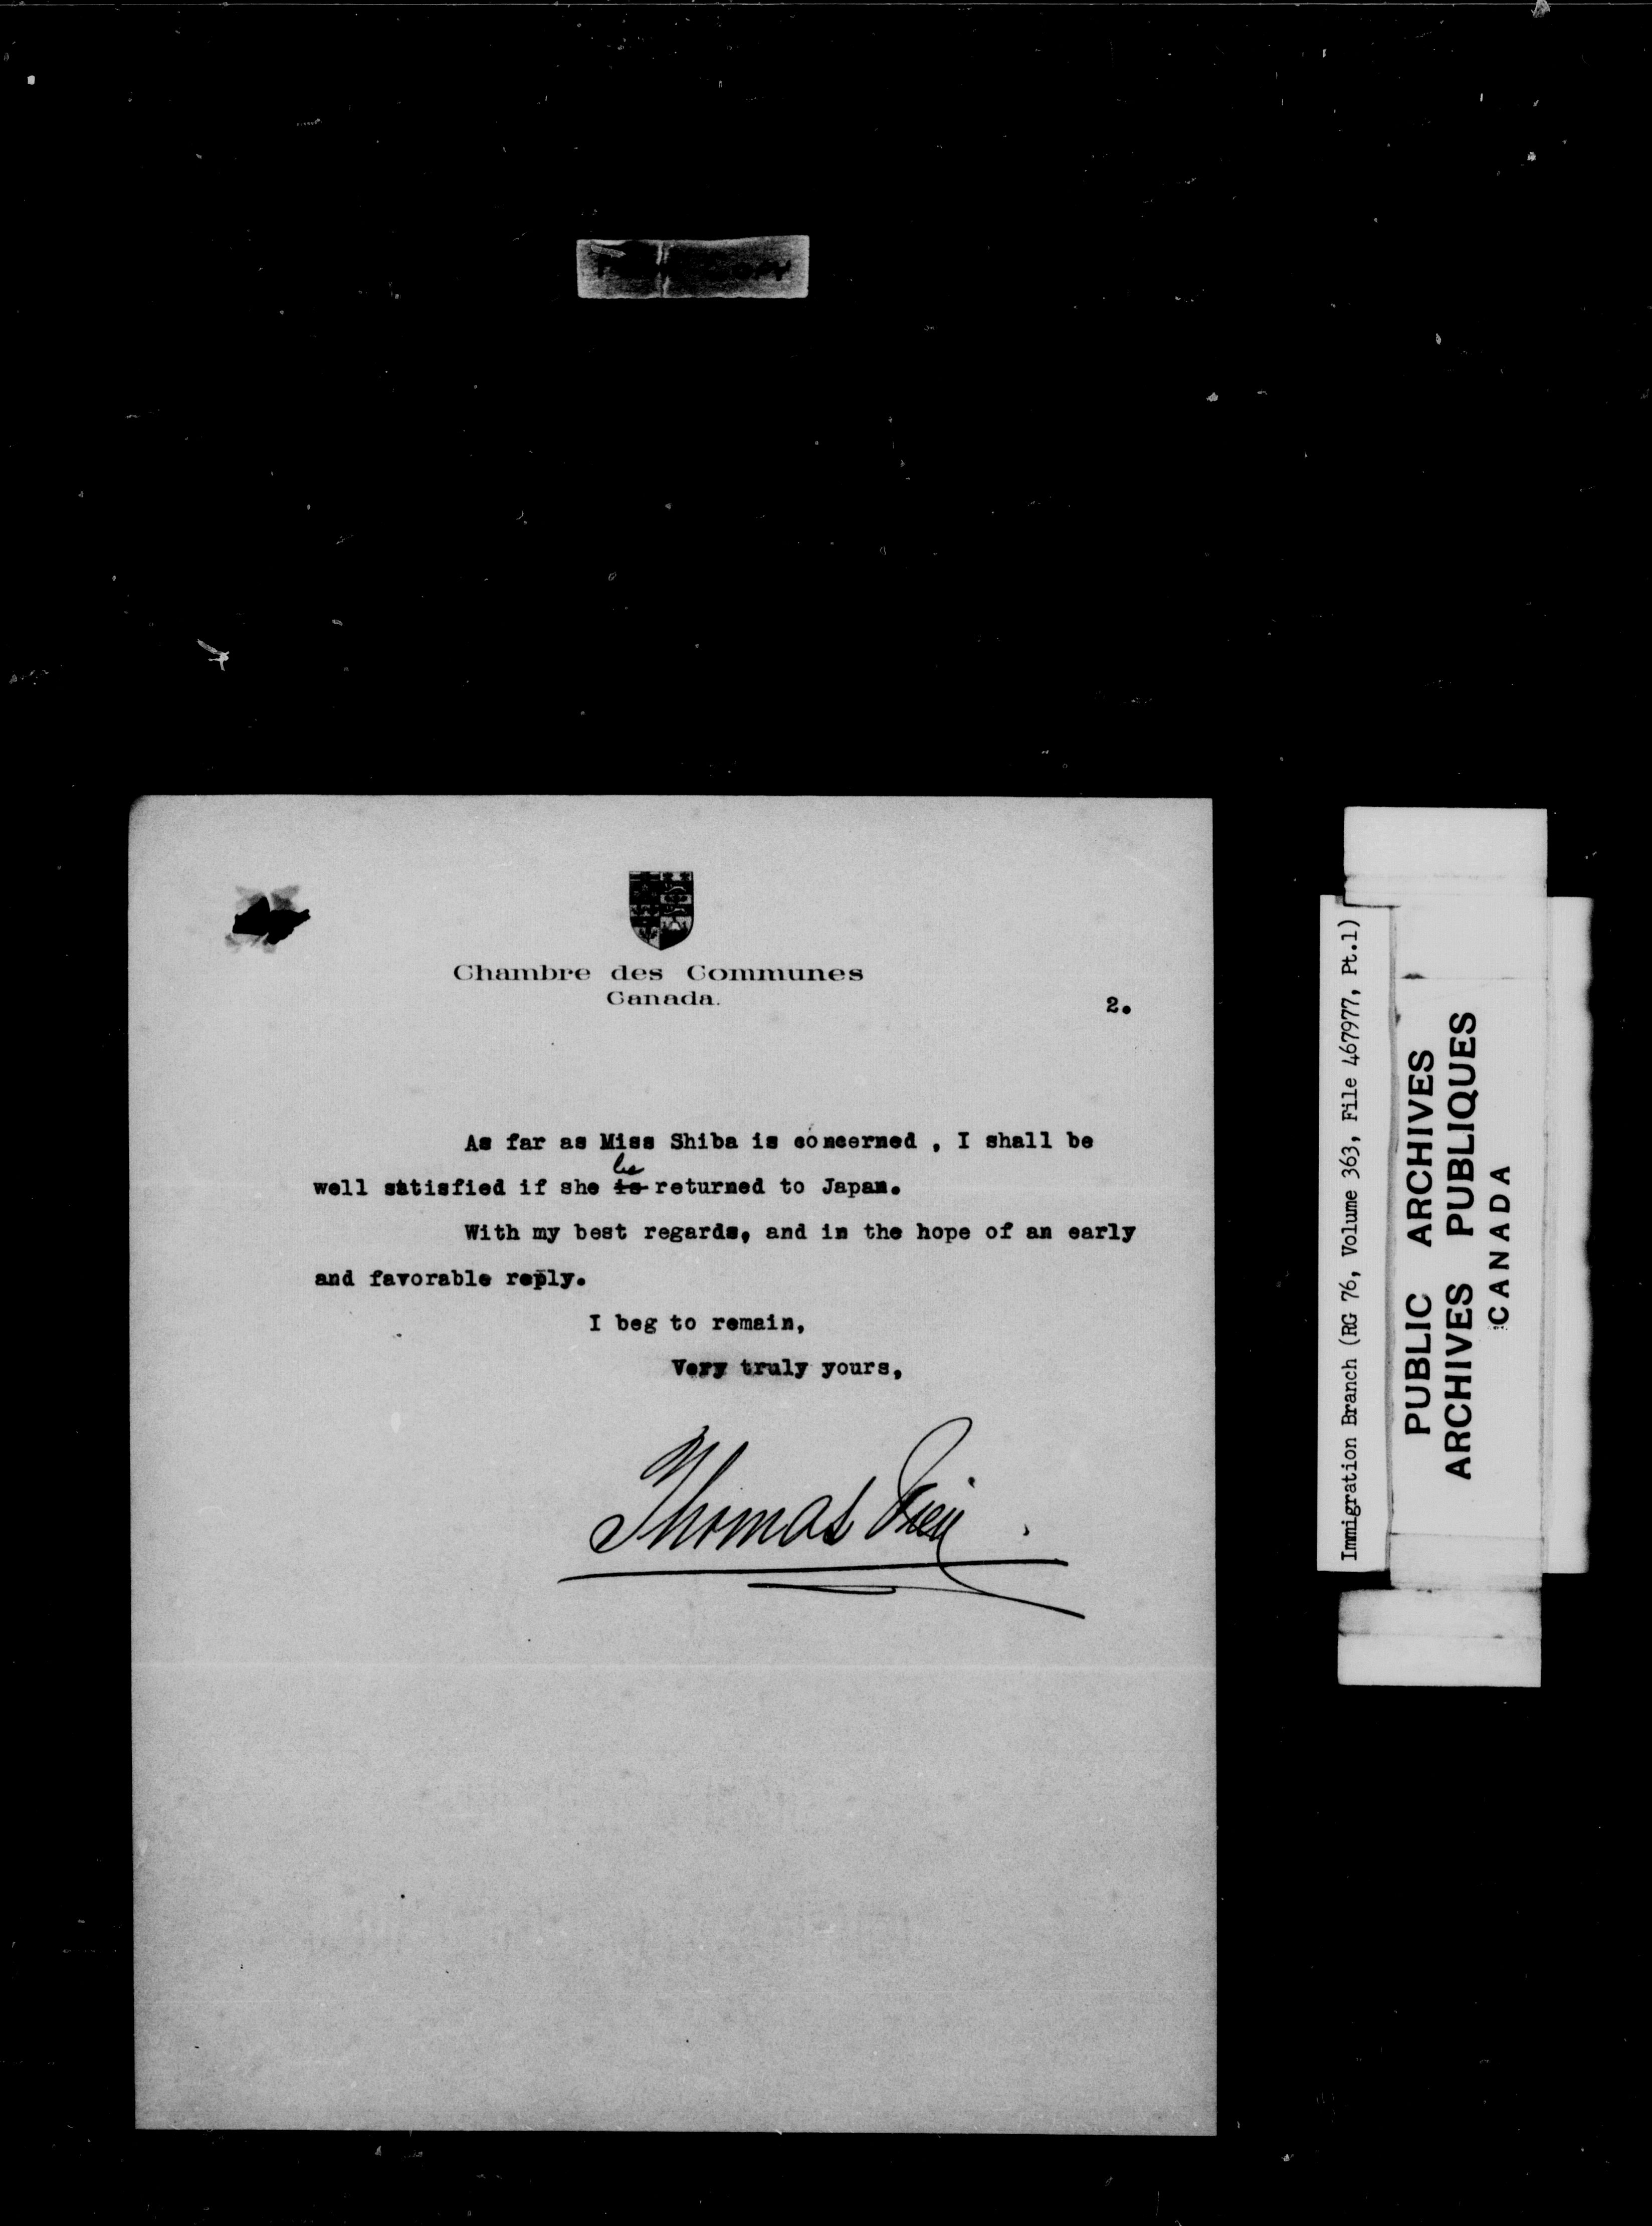 Chambre des Communes
Canada.
2.
As far as Miss Shiba is concerned , I shall be
be
well satisfied if she is returned to Japan.
With my best regards, and in the hope of an early
and favorable reply.
I beg to remain,
Very truly yours,
Thomas
Immigration Branch (RG 76, Volume 363, File 467977, Pt.1)
PUBLIC ARCHIVES
ARCHIVES PUBLIQUES
CANADA